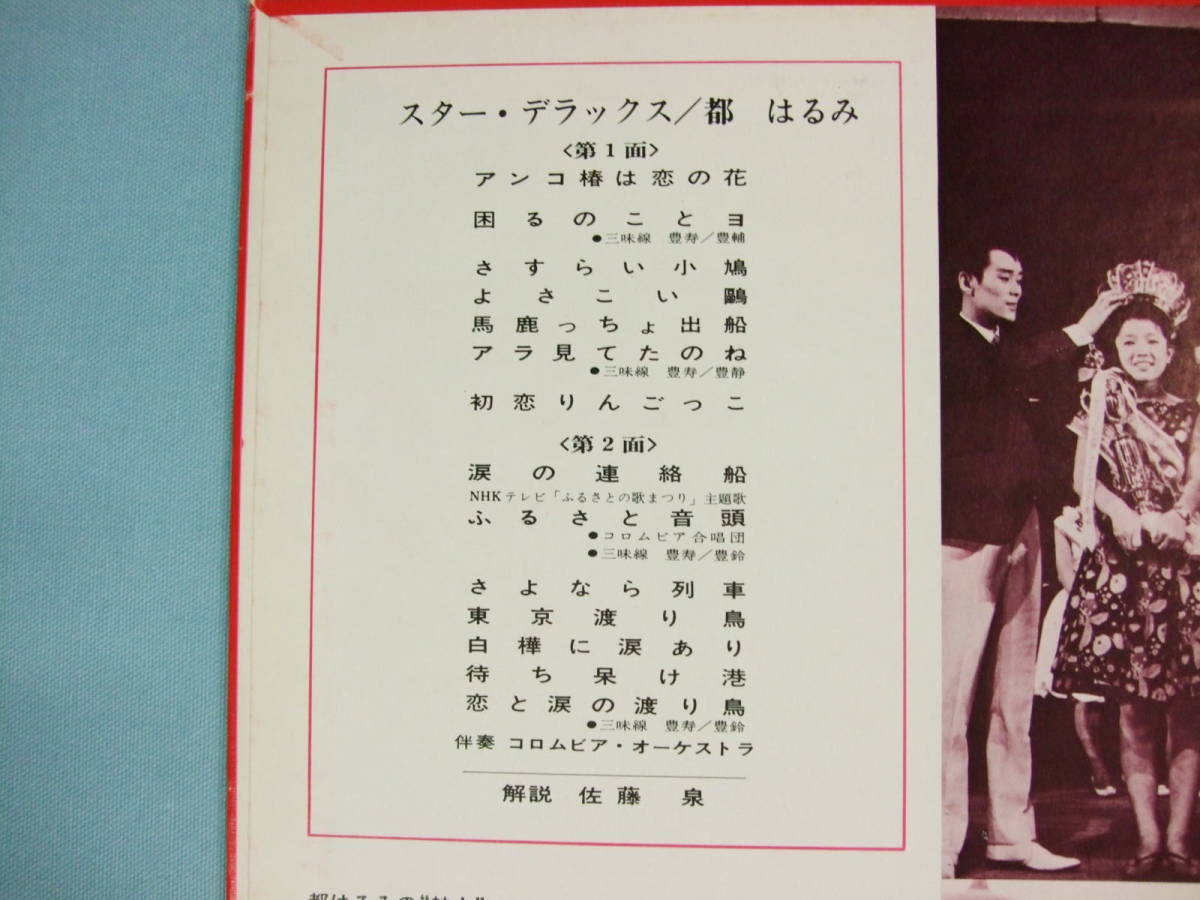 スター・デラックス／都 はるみ
〈第1面〉
アンコ椿は恋の花
困るのことヨ
●三味線 豊寿／豊輔
さすらい小鳩
よさこい鷗
馬鹿っちょ出船
アラ見てたのね
●三味線 豊寿／豊静
初恋りんごっこ
〈第2面〉
涙の連絡船
NHKテレビ「ふるさとの歌まつり」主題歌
ふるさと音頭
●コロムビア合唱団
●三味線 豊寿／豊鈴
さよなら列車
東京渡り鳥
白樺に涙あり
待ち呆け港
恋と涙の渡り鳥
●三味線 豊寿／豊鈴
伴奏 コロムビア・オーケストラ
解説 佐藤 泉
都はるみの